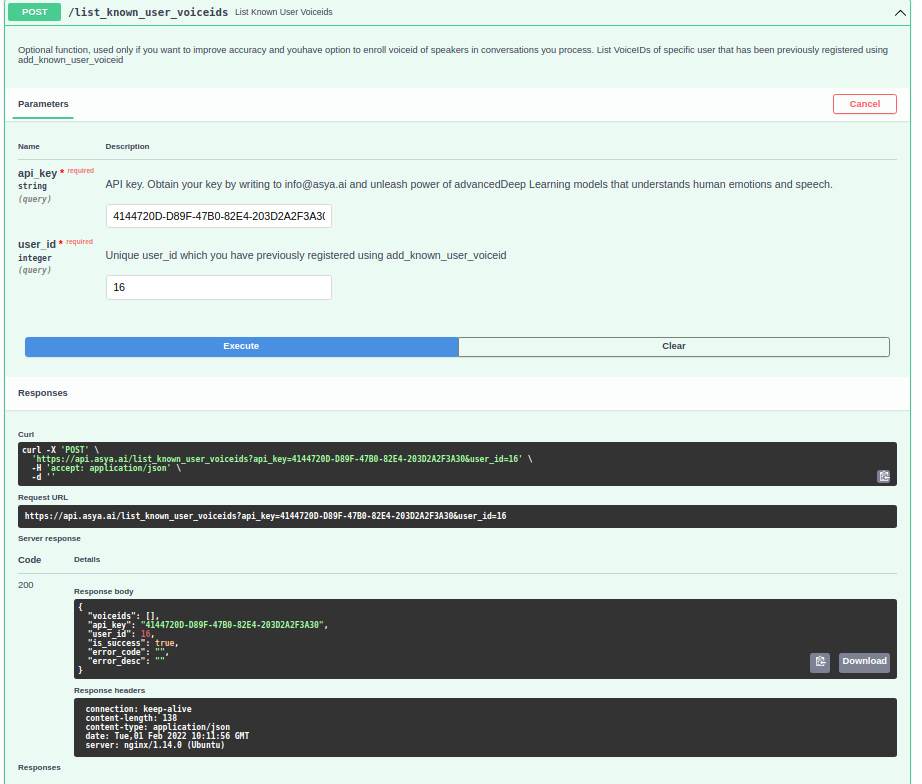 POST /list_known_user_voiceids List Known User Voiceids
Optional function, used only if you want to improve accuracy and youhave option to enroll voiceid of speakers in conversations you process. List VoiceIDs of specific user that has been previously registered using
add_known_user_voiceid
Parameters
Cancel
Name Description
api_key * required
string
(query)
API key. Obtain your key by writing to info@asya.ai and unleash power of advancedDeep Learning models that understands human emotions and speech.
4144720D-D89F-47B0-82E4-203D2A2F3A30
user_id * required
integer
(query)
Unique user_id which you have previously registered using add_known_user_voiceid
16
Execute Clear
Responses
Curl
curl -X 'POST' \
'https://api.asya.ai/list_known_user_voiceids?api_key=4144720D-D89F-47B0-82E4-203D2A2F3A30&user_id=16' \
-H 'accept: application/json' \
-d ''
Request URL
https://api.asya.ai/list_known_user_voiceids?api_key=4144720D-D89F-47B0-82E4-203D2A2F3A30&user_id=16
Server response
Code Details
200
Response body
{
"voiceids": [],
"api_key": "4144720D-D89F-47B0-82E4-203D2A2F3A30",
"user_id": 16,
"is_success": true,
"error_code": "",
"error_desc": ""
}
Download
Response headers
connection: keep-alive
content-length: 138
content-type: application/json
date: Tue,01 Feb 2022 10:11:56 GMT
server: nginx/1.14.0 (Ubuntu)
Responses